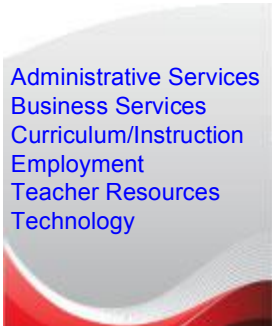 Administrative Services
Business Services
Curriculum/Instruction
Employment
Teacher Resources
Technology